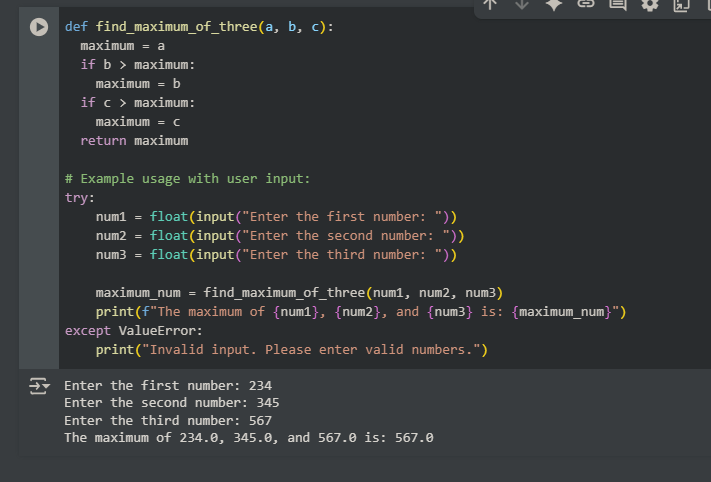 def find_maximum_of_three(a, b, c):
  maximum = a
  if b > maximum:
    maximum = b
  if c > maximum:
    maximum = c
  return maximum

# Example usage with user input:
try:
    num1 = float(input("Enter the first number: "))
    num2 = float(input("Enter the second number: "))
    num3 = float(input("Enter the third number: "))

    maximum_num = find_maximum_of_three(num1, num2, num3)
    print(f"The maximum of {num1}, {num2}, and {num3} is: {maximum_num}")
except ValueError:
    print("Invalid input. Please enter valid numbers.")
Enter the first number: 234
Enter the second number: 345
Enter the third number: 567
The maximum of 234.0, 345.0, and 567.0 is: 567.0